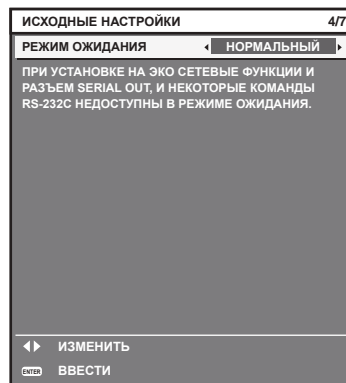 ИСХОДНЫЕ НАСТРОЙКИ 4/7
РЕЖИМ ОЖИДАНИЯ НОРМАЛЬНЫЙ
ПРИ УСТАНОВКЕ НА ЭКО СЕТЕВЫЕ ФУНКЦИИ И
РАЗЪЕМ SERIAL OUT, И НЕКОТОРЫЕ КОМАНДЫ
RS-232C НЕДОСТУПНЫ В РЕЖИМЕ ОЖИДАНИЯ.
ИЗМЕНИТЬ
ENTER ВВЕСТИ